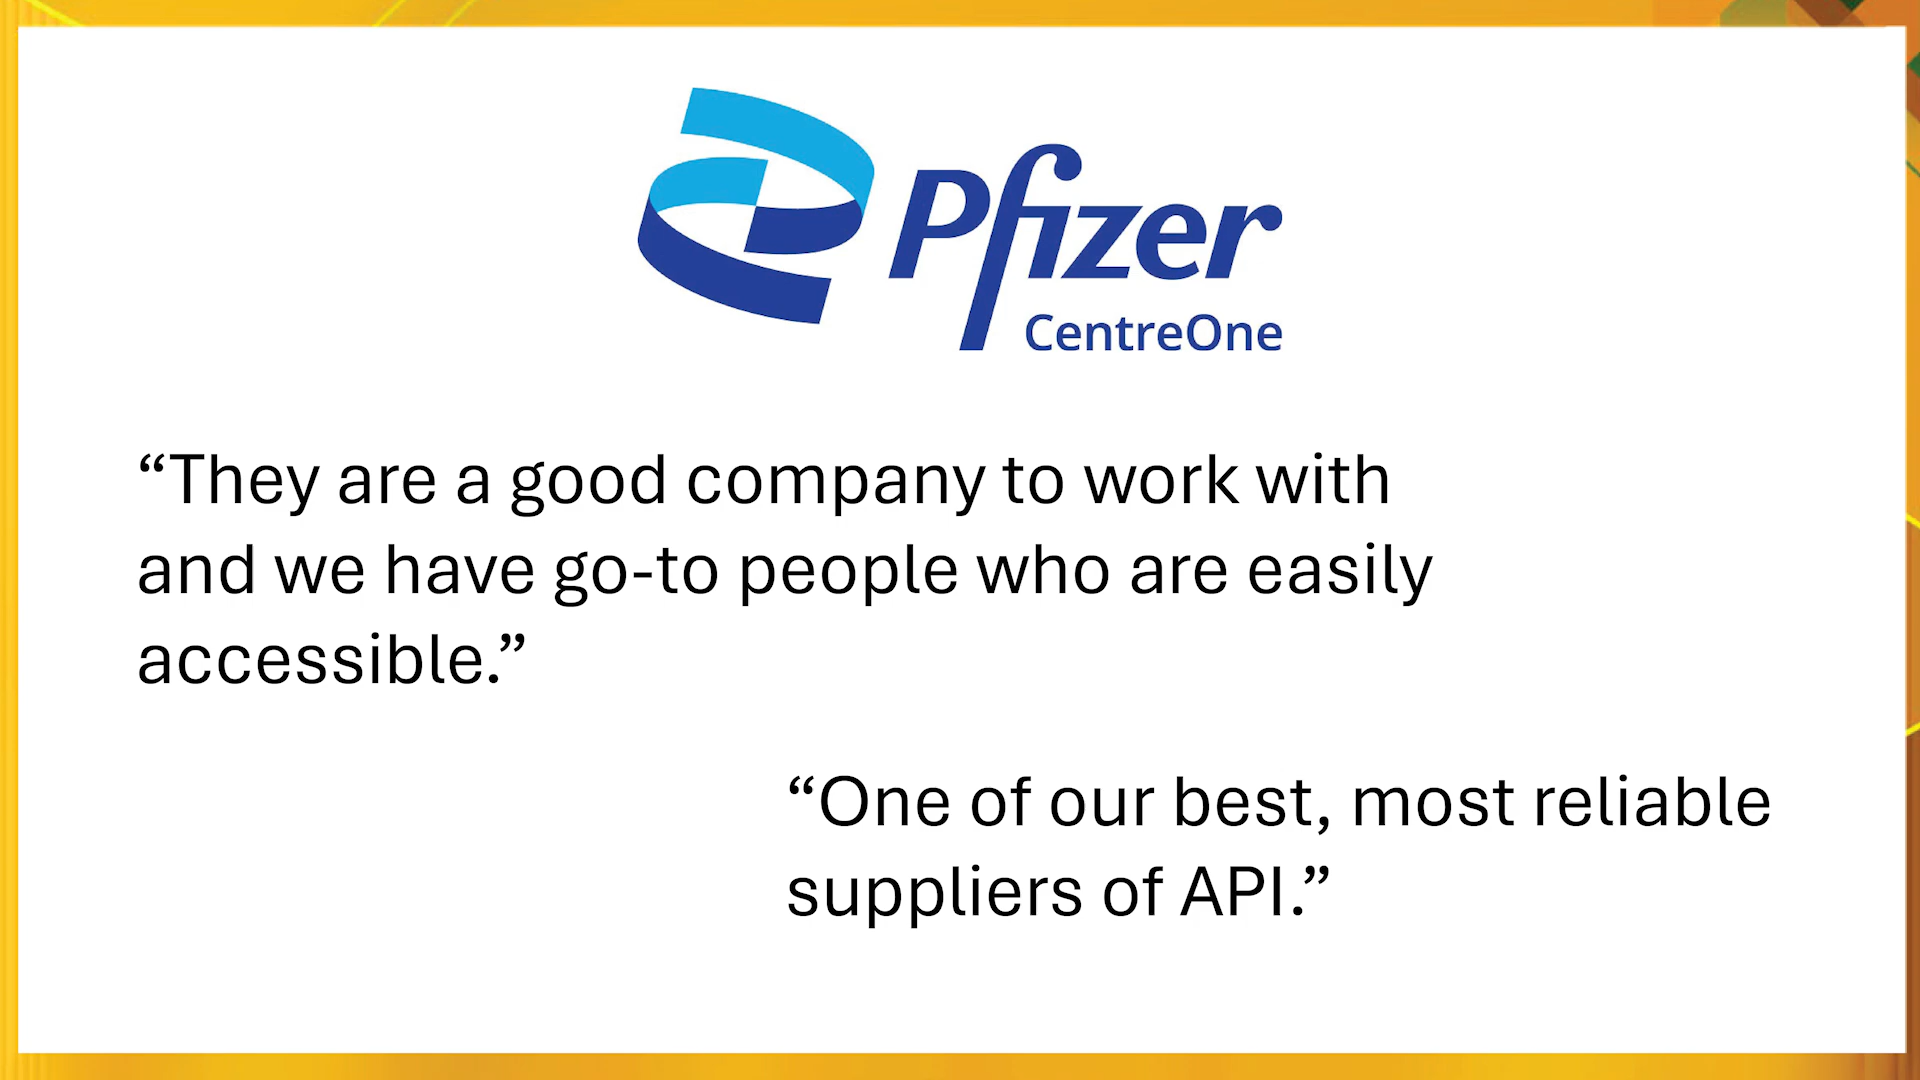 Pfizer
CentreOne
“They are a good company to work with
and we have go-to people who are easily
accessible.”
“One of our best, most reliable
suppliers of API.”